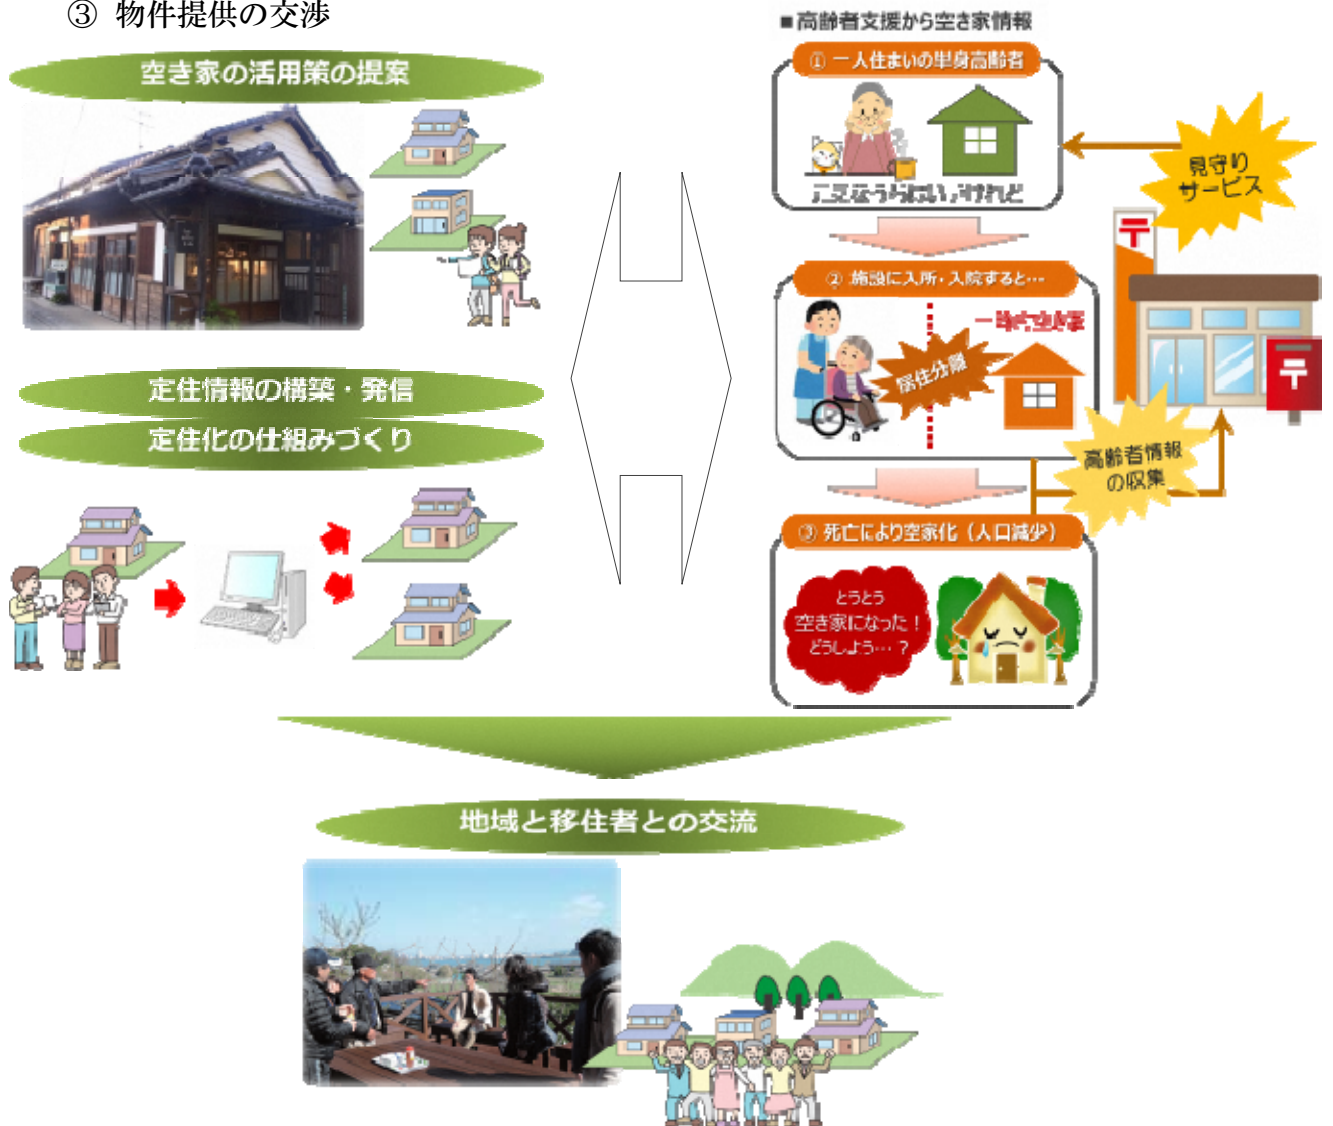 ③ 物件提供の交渉
空き家の活用策の提案
定住情報の構築・発信
定住化の仕組みづくり
■高齢者支援から空き家情報
① 一人住まいの単身高齢者
見守り
サービス
② 施設に入所・入院すると…
居住分離
高齢者情報
の収集
③ 死亡により空家化（人口減少）
とうとう
空き家になった！
どうしよう…？
地域と移住者との交流